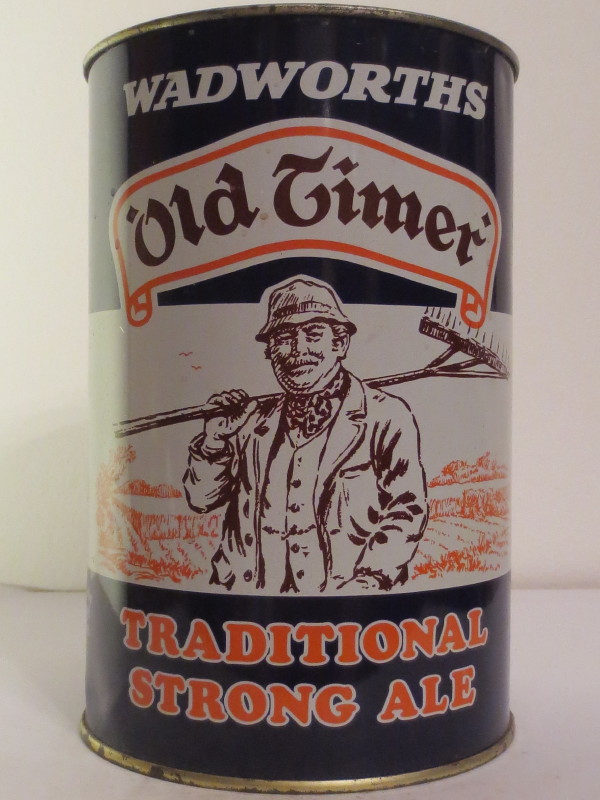 WADWORTHS
'Old Timer'
TRADITIONAL
STRONG ALE